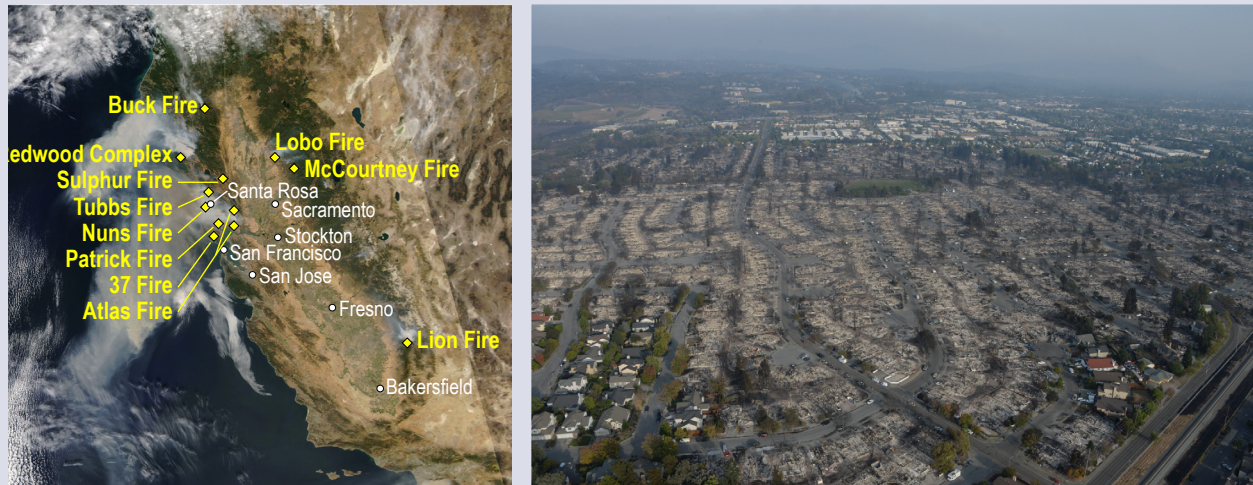 Buck Fire
Lobo Fire
edwood Complex
McCourtney Fire
Sulphur Fire
Santa Rosa
Tubbs Fire
Sacramento
Nuns Fire
Stockton
Patrick Fire
San Francisco
37 Fire
San Jose
Atlas Fire
Fresno
Lion Fire
Bakersfield